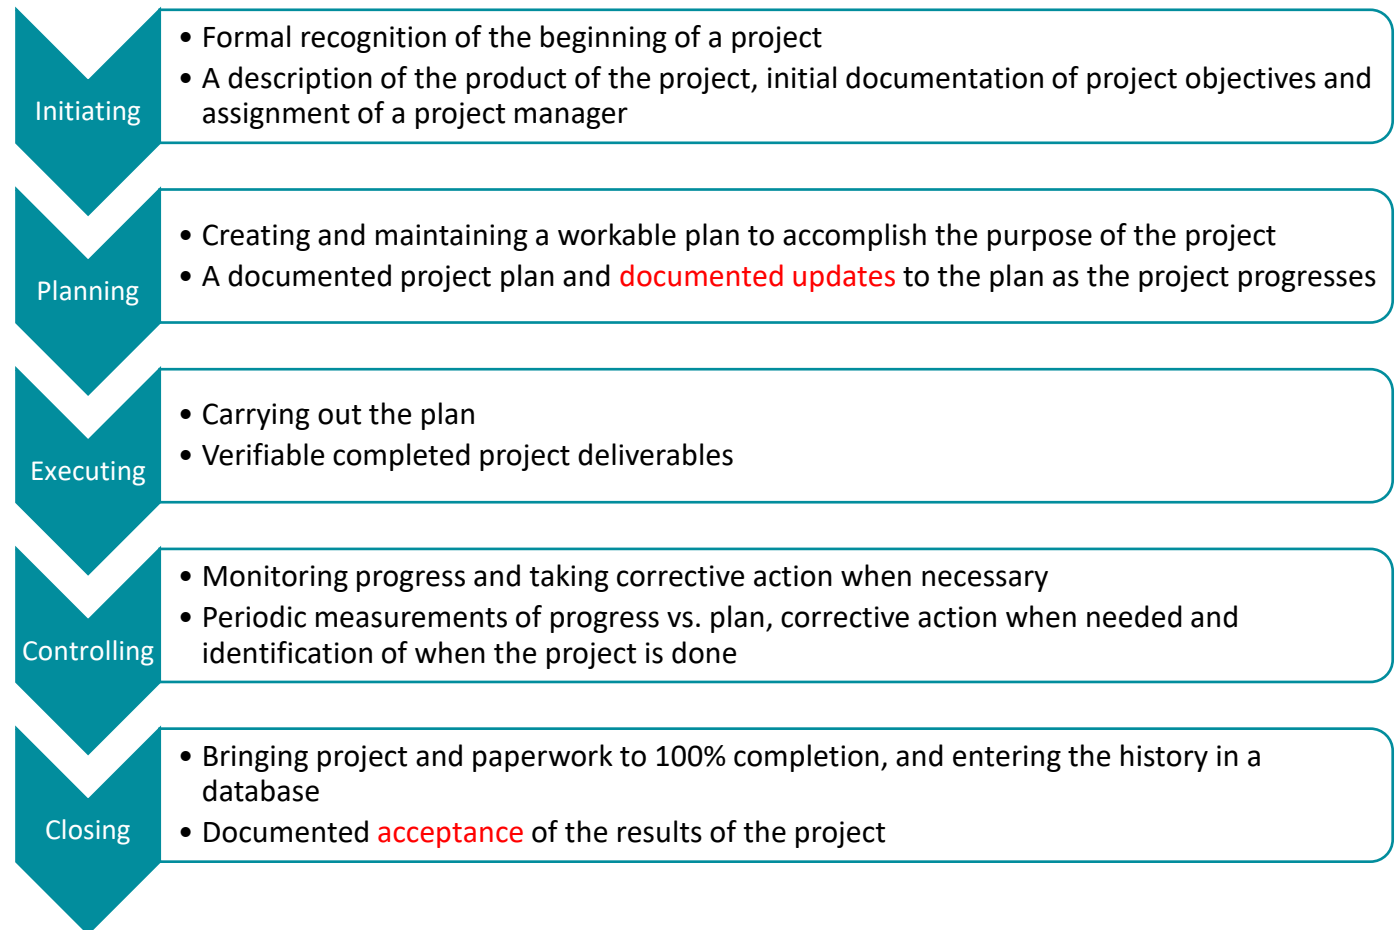 Initiating
• Formal recognition of the beginning of a project
• A description of the product of the project, initial documentation of project objectives and
assignment of a project manager
Planning
• Creating and maintaining a workable plan to accomplish the purpose of the project
• A documented project plan and documented updates to the plan as the project progresses
Executing
• Carrying out the plan
• Verifiable completed project deliverables
Controlling
• Monitoring progress and taking corrective action when necessary
• Periodic measurements of progress vs. plan, corrective action when needed and
identification of when the project is done
Closing
• Bringing project and paperwork to 100% completion, and entering the history in a
database
• Documented acceptance of the results of the project